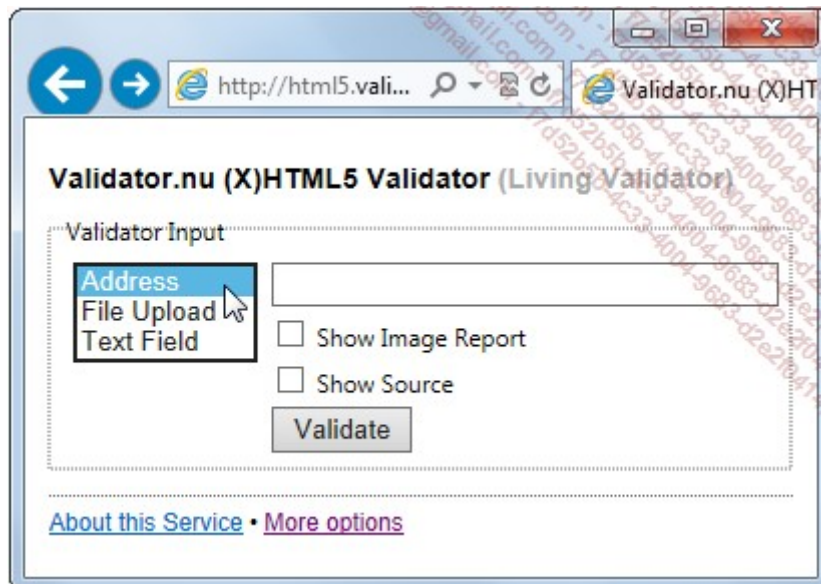 http://html5.vali...
Validator.nu (X)HT
Validator.nu (X)HTML5 Validator (Living Validator)
Validator Input
Address
File Upload
Text Field
Show Image Report
Show Source
Validate
About this Service • More options